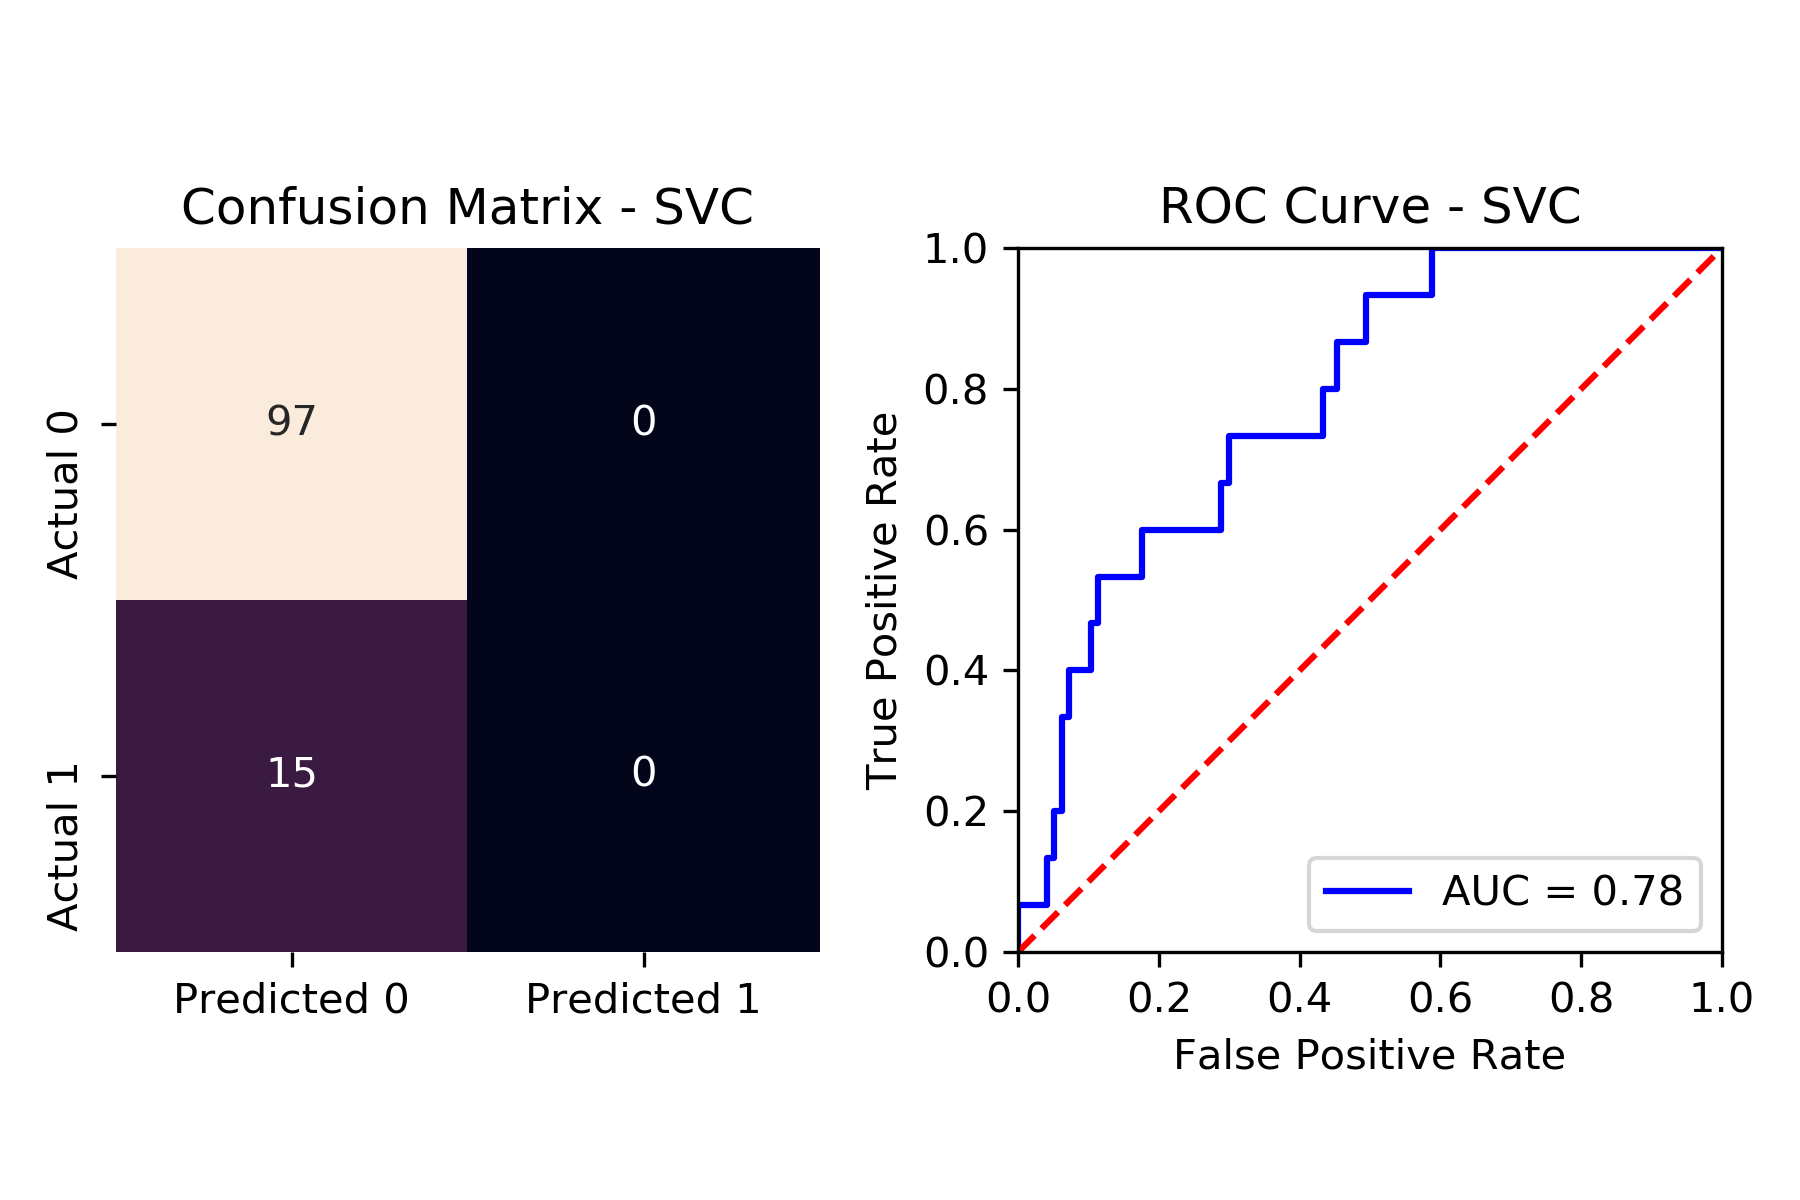 Confusion Matrix - SVC
Actual 0
97
0
Actual 1
15
0
Predicted 0
Predicted 1
ROC Curve - SVC
True Positive Rate
1.0
0.8
0.6
0.4
0.2
0.0
AUC = 0.78
0.0 0.2 0.4 0.6 0.8 1.0
False Positive Rate